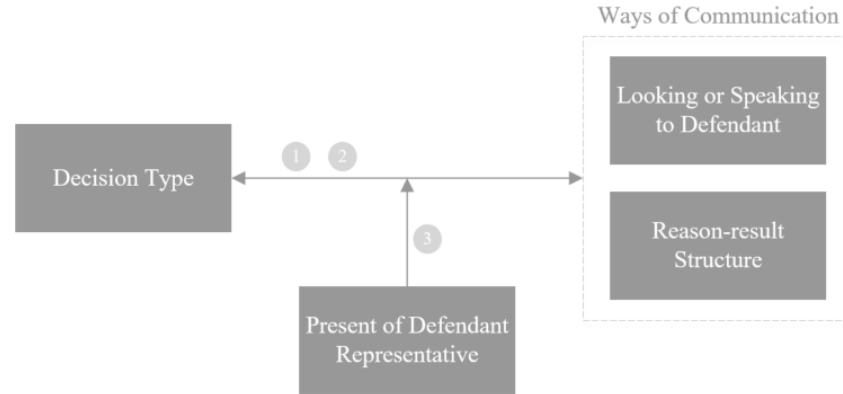 Ways of Communication
Looking or Speaking
to Defendant
Decision Type
1 2
3
Reason-result
Structure
Present of Defendant
Representative